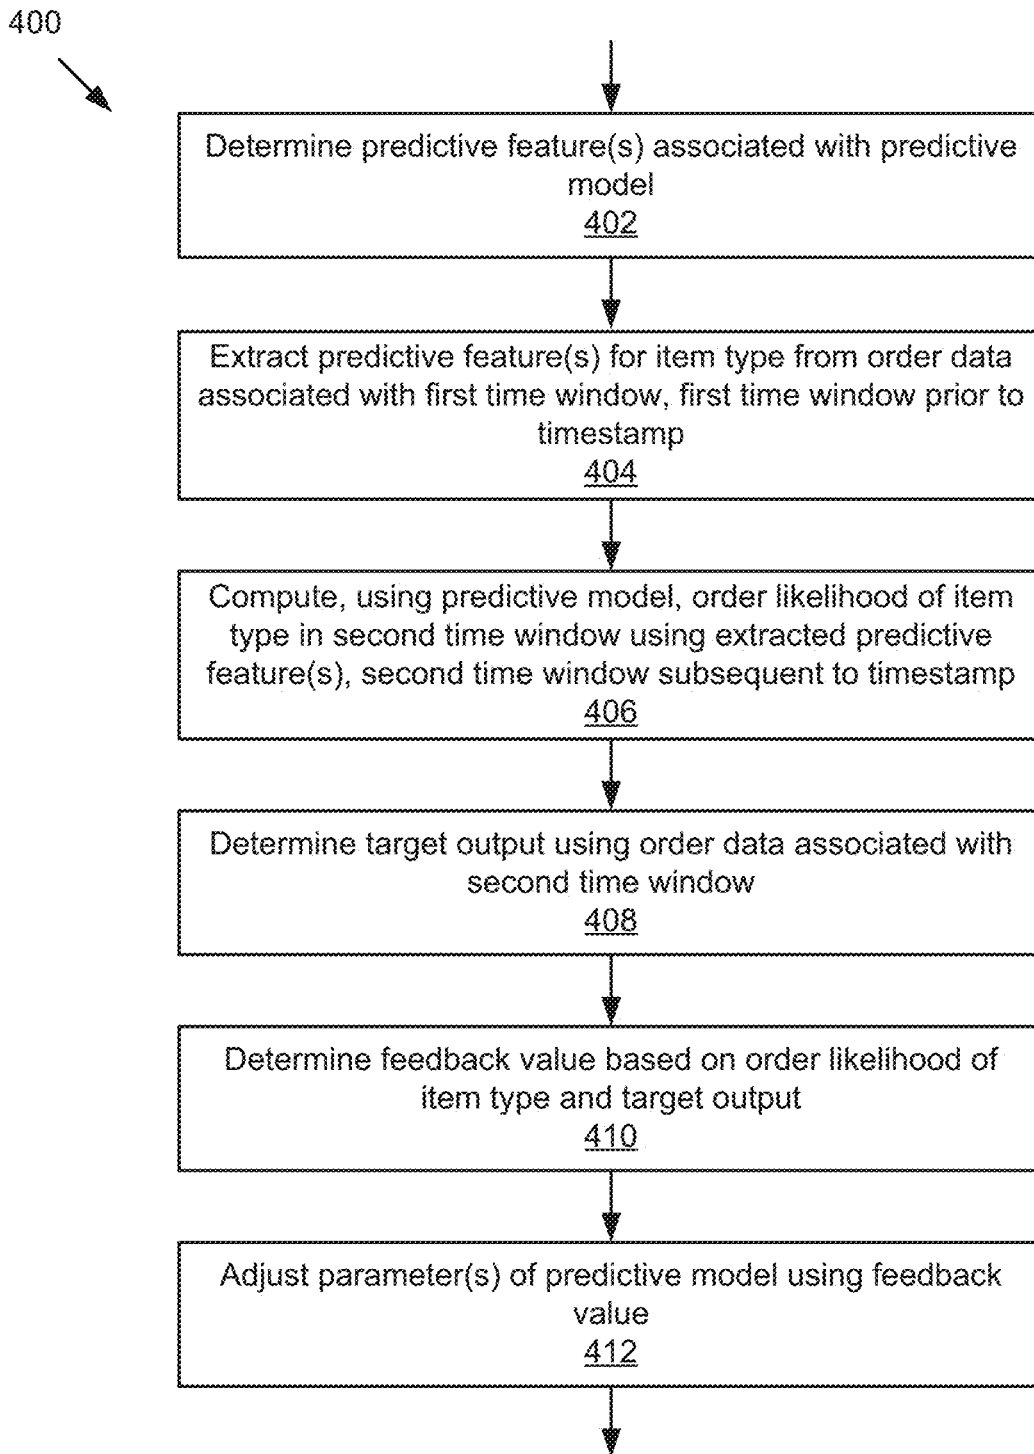 400
Determine predictive feature(s) associated with predictive
model
402
Extract predictive feature(s) for item type from order data
associated with first time window, first time window prior to
timestamp
404
Compute, using predictive model, order likelihood of item
type in second time window using extracted predictive
feature(s), second time window subsequent to timestamp
406
Determine target output using order data associated with
second time window
408
Determine feedback value based on order likelihood of
item type and target output
410
Adjust parameter(s) of predictive model using feedback
value
412